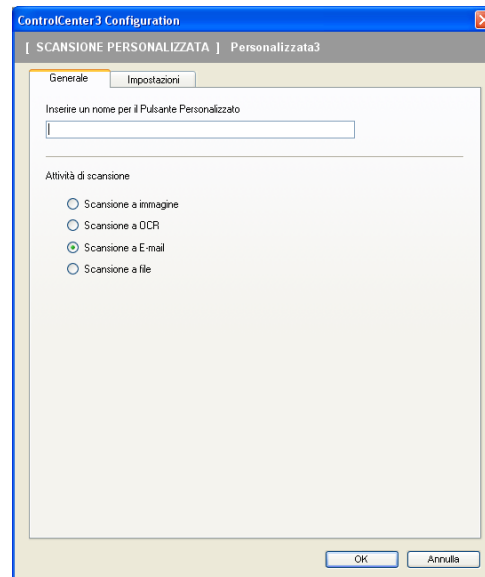 ControlCenter3 Configuration
[ SCANSIONE PERSONALIZZATA ] Personalizzata3
Generale Impostazioni
Inserire un nome per il Pulsante Personalizzato
Attività di scansione
Scansione a immagine
Scansione a OCR
Scansione a E-mail
Scansione a file
OK Annulla